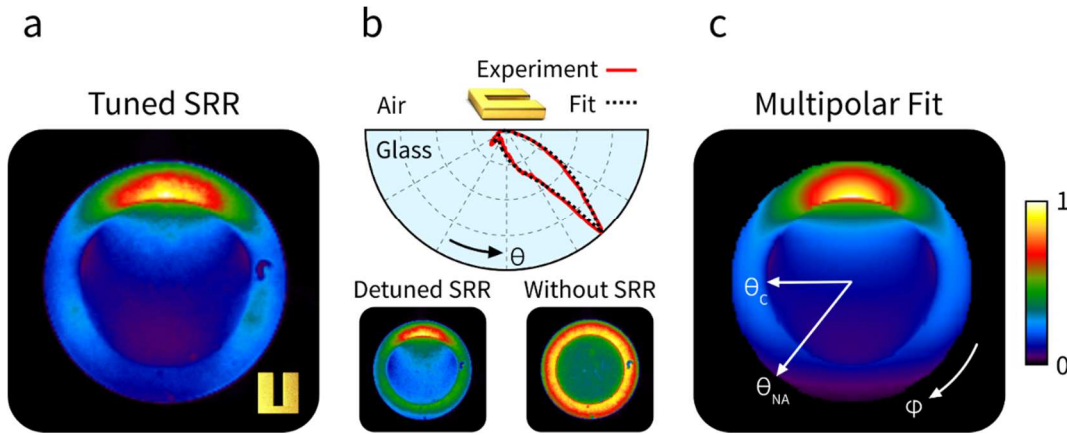 a
Tuned SRR
b
Experiment
Air
Fit
Glass
θ
Detuned SRR
Without SRR
c
Multipolar Fit
1
0
θC
θNA
φ